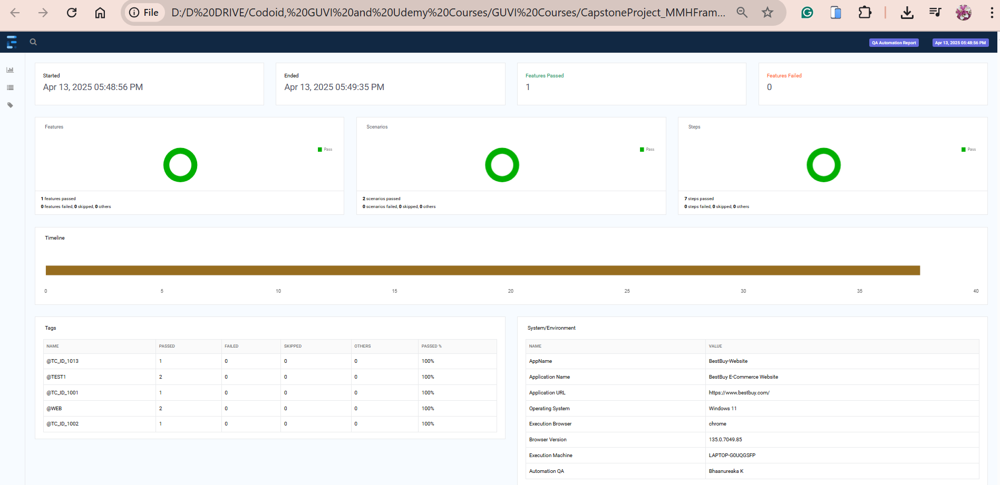 File D:/D%20DRIVE/Codoid,%20GUVI%20and%20Udemy%20Courses/GUVI%20Courses/CapstoneProject_MMHFram...
QA Automation Report Apr 13, 2025 05:48:56 PM
Started
Apr 13, 2025 05:48:56 PM
Ended
Apr 13, 2025 05:49:35 PM
Features Passed
1
Features Failed
0
Features
Pass
1 features passed
0 features failed, 0 skipped, 0 others
Scenarios
Pass
2 scenarios passed
0 scenarios failed, 0 skipped, 0 others
Steps
Pass
7 steps passed
0 steps failed, 0 skipped, 0 others
Timeline
0 5 10 15 20 25 30 35 40
Tags
NAME PASSED FAILED SKIPPED OTHERS PASSED %
@TC_ID_1013 1 0 0 0 100%
@TEST1 2 0 0 0 100%
@TC_ID_1001 1 0 0 0 100%
@WEB 2 0 0 0 100%
@TC_ID_1002 1 0 0 0 100%
System/Environment
NAME VALUE
AppName BestBuy-Website
Application Name BestBuy E-Commerce Website
Application URL https://www.bestbuy.com/
Operating System Windows 11
Execution Browser chrome
Browser Version 135.0.7049.85
Execution Machine LAPTOP-G0UQGSFP
Automation QA Bhaanureaka K